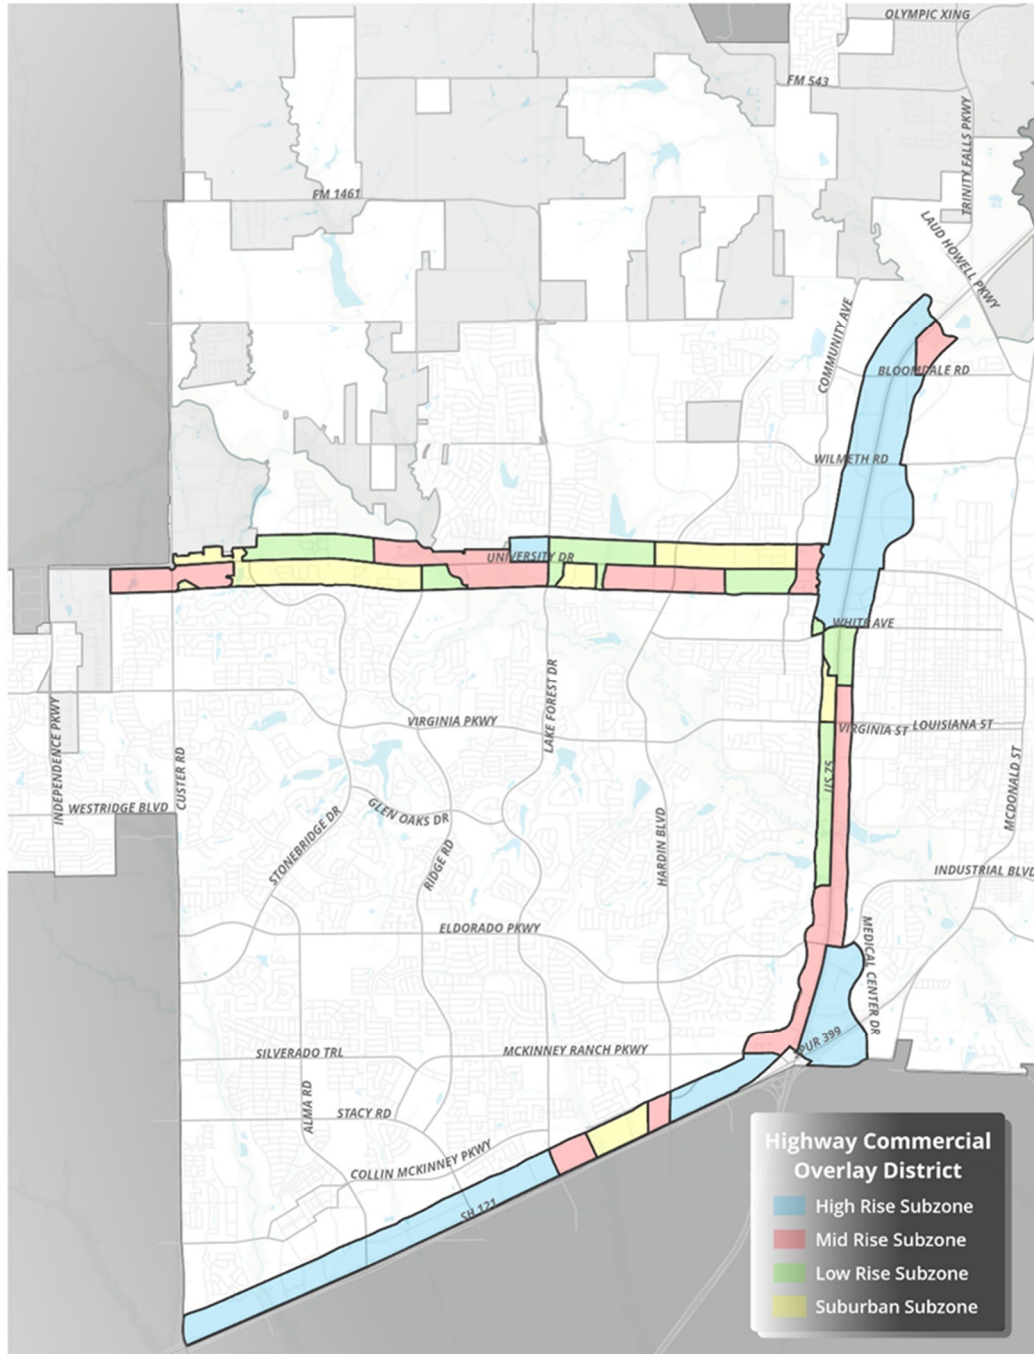 OLYMPIC XING
FM 543
TRINITY FALLS PKWY
FM 1461
LAUD HOWELL PKWY
COMMUNITY AVE
BLOOMDALE RD
WILMETH RD
UNIVERSITY DR
WHITE AVE
LAKE FOREST DR
INDEPENDENCE PKWY
VIRGINIA PKWY
VIRGINIA ST
LOUISIANA ST
CUSTER RD
US 75
MCDONALD ST
WESTRIDGE BLVD
STONEBRIDGE DR
GLEN OAKS DR
RIDGE RD
HARDIN BLVD
INDUSTRIAL BLVD
ELDORADO PKWY
MEDICAL CENTER DR
SPUR 399
SILVERADO TRL
MCKINNEY RANCH PKWY
ALMA RD
STACY RD
COLLIN MCKINNEY PKWY
SH 121
Highway Commercial
Overlay District
High Rise Subzone
Mid Rise Subzone
Low Rise Subzone
Suburban Subzone